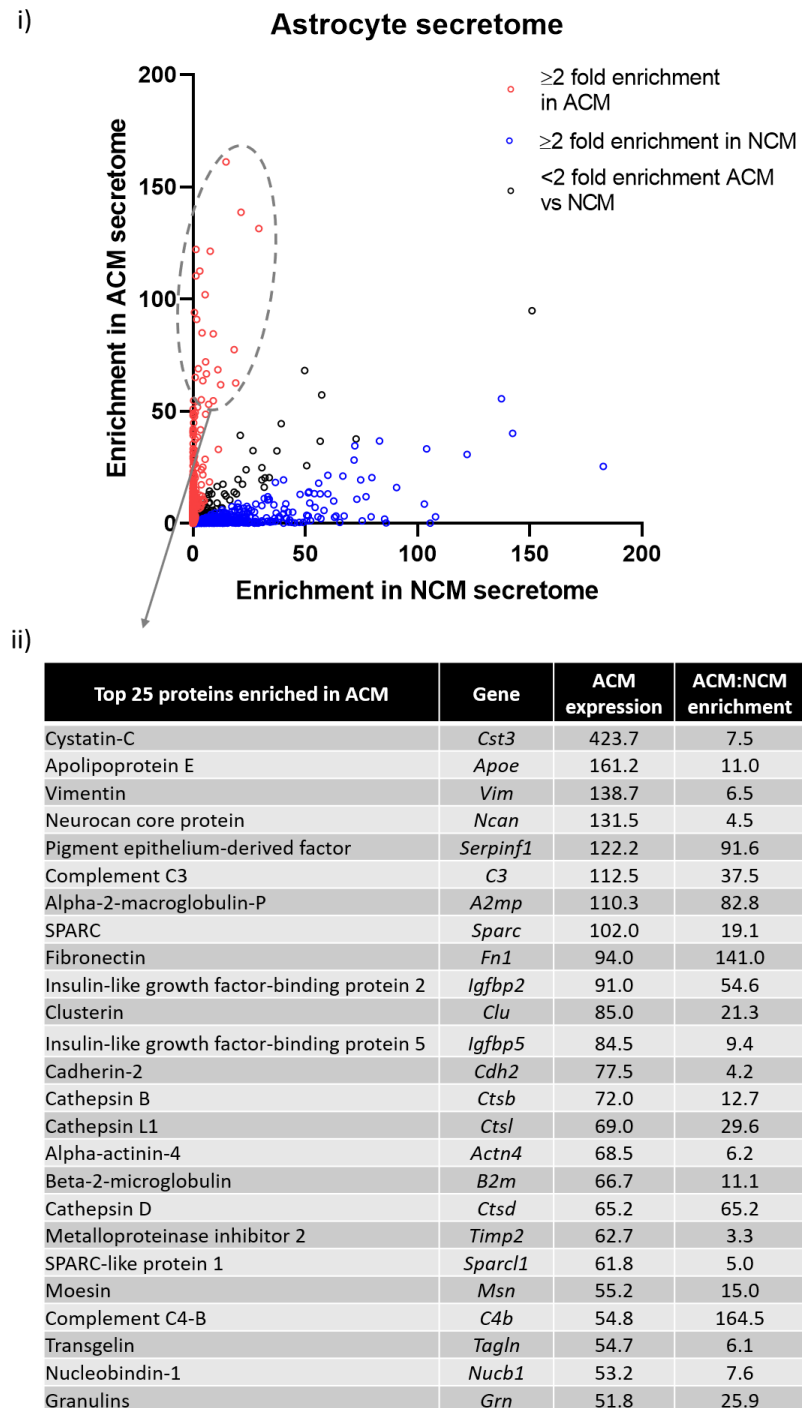 i)
Astrocyte secretome
≥2 fold enrichment
in ACM
≥2 fold enrichment in NCM
<2 fold enrichment ACM
vs NCM
Enrichment in ACM secretome
200
150
100
50
0
0 50 100 150 200
Enrichment in NCM secretome
ii)
Top 25 proteins enriched in ACM Gene ACM expression ACM:NCM enrichment
Cystatin-C Cst3 423.7 7.5
Apolipoprotein E Apoe 161.2 11.0
Vimentin Vim 138.7 6.5
Neurocan core protein Ncan 131.5 4.5
Pigment epithelium-derived factor Serpinf1 122.2 91.6
Complement C3 C3 112.5 37.5
Alpha-2-macroglobulin-P A2mp 110.3 82.8
SPARC Sparc 102.0 19.1
Fibronectin Fn1 94.0 141.0
Insulin-like growth factor-binding protein 2 Igfbp2 91.0 54.6
Clusterin Clu 85.0 21.3
Insulin-like growth factor-binding protein 5 Igfbp5 84.5 9.4
Cadherin-2 Cdh2 77.5 4.2
Cathepsin B Ctsb 72.0 12.7
Cathepsin L1 Ctsl 69.0 29.6
Alpha-actinin-4 Actn4 68.5 6.2
Beta-2-microglobulin B2m 66.7 11.1
Cathepsin D Ctsd 65.2 65.2
Metalloproteinase inhibitor 2 Timp2 62.7 3.3
SPARC-like protein 1 Sparcl1 61.8 5.0
Moesin Msn 55.2 15.0
Complement C4-B C4b 54.8 164.5
Transgelin Tagln 54.7 6.1
Nucleobindin-1 Nucb1 53.2 7.6
Granulins Grn 51.8 25.9